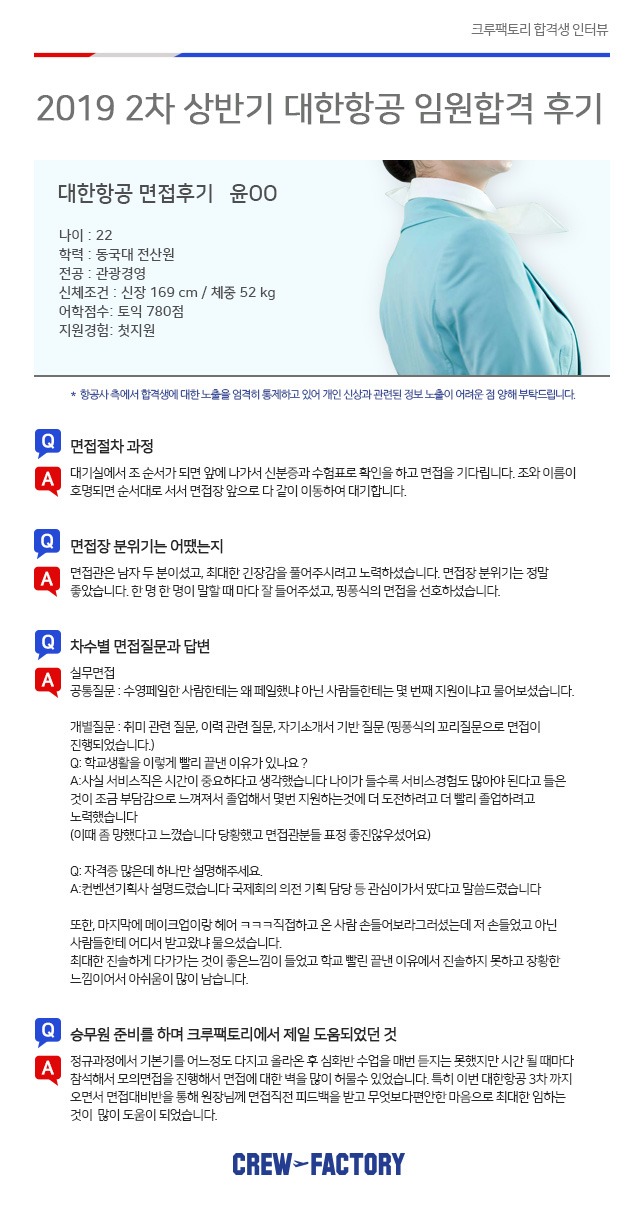 크루팩토리 합격생 인터뷰
2019 2차 상반기 대한항공 임원합격 후기
대한항공 면접후기 윤OO
나이 : 22
학력 : 동국대 전산원
전공 : 관광경영
신체조건 : 신장 169 cm / 체중 52 kg
어학점수: 토익 780점
지원경험: 첫지원
* 항공사 측에서 합격생에 대한 노출을 엄격히 통제하고 있어 개인 신상과 관련된 정보 노출이 어려운 점 양해 부탁드립니다.
Q 면접절차 과정
A 대기실에서 조 순서가 되면 앞에 나가서 신분증과 수험표로 확인을 하고 면접을 기다립니다. 조와 이름이
호명되면 순서대로 서서 면접장 앞으로 다 같이 이동하여 대기합니다.
Q 면접장 분위기는 어땠는지
A 면접관은 남자 두 분이셨고, 최대한 긴장감을 풀어주시려고 노력하셨습니다. 면접장 분위기는 정말
좋았습니다. 한 명 한 명이 말할 때 마다 잘 들어주셨고, 핑퐁식의 면접을 선호하셨습니다.
Q 차수별 면접질문과 답변
A 실무면접
공통질문 : 수영페일한 사람한테는 왜 페일했냐 아닌 사람들한테는 몇 번째 지원이냐고 물어보셨습니다.
개별질문 : 취미 관련 질문, 이력 관련 질문, 자기소개서 기반 질문 (핑퐁식의 꼬리질문으로 면접이
진행되었습니다.)
Q: 학교생활을 이렇게 빨리 끝낸 이유가 있나요 ?
A:사실 서비스직은 시간이 중요하다고 생각했습니다 나이가 들수록 서비스경험도 많아야 된다고 들은
것이 조금 부담감으로 느껴져서 졸업해서 몇번 지원하는것에 더 도전하려고 더 빨리 졸업하려고
노력했습니다
(이때 좀 망했다고 느꼈습니다 당황했고 면접관분들 표정 좋진않우셨어요)
Q: 자격증 많은데 하나만 설명해주세요.
A:컨벤션기획사 설명드렸습니다 국제회의 의전 기획 담당 등 관심이가서 땄다고 말씀드렸습니다
또한, 마지막에 메이크업이랑 헤어 ㅋㅋㅋ직접하고 온 사람 손들어보라그러셨는데 저 손들었고 아닌
사람들한테 어디서 받고왔냐 물으셨습니다.
최대한 진솔하게 다가가는 것이 좋은느낌이 들었고 학교 빨린 끝낸 이유에서 진솔하지 못하고 장황한
느낌이어서 아쉬움이 많이 남습니다.
Q 승무원 준비를 하며 크루팩토리에서 제일 도움되었던 것
A 정규과정에서 기본기를 어느정도 다지고 올라온 후 심화반 수업을 매번 듣지는 못했지만 시간 될 때마다
참석해서 모의면접을 진행해서 면접에 대한 벽을 많이 허물수 있었습니다. 특히 이번 대한항공 3차 까지
오면서 면접대비반을 통해 원장님께 면접직전 피드백을 받고 무엇보다편안한 마음으로 최대한 임하는
것이 많이 도움이 되었습니다.
CREW FACTORY